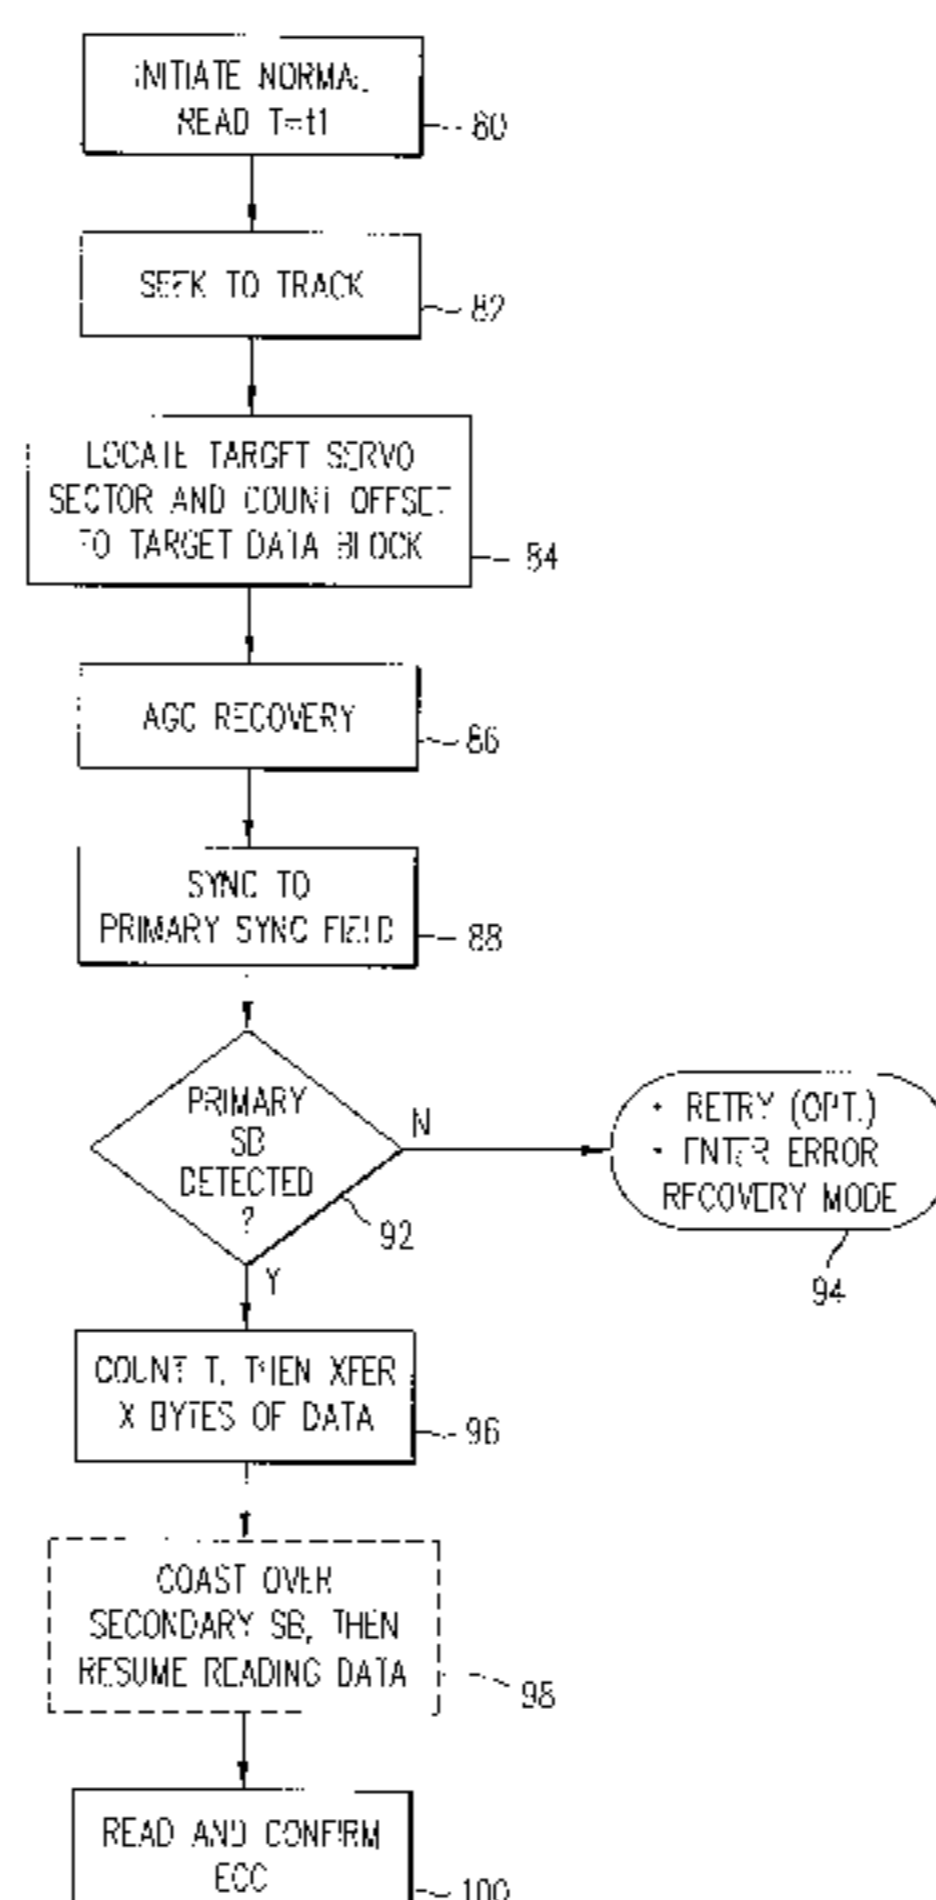 INITIATE NORMAL
READ T=t1
80
SEEK TO TRACK
82
LOCATE TARGET SERVO
SECTOR AND COUNT OFFSET
TO TARGET DATA BLOCK
84
AGC RECOVERY
86
SYNC TO
PRIMARY SYNC FIELD
88
PRIMARY
SB
DETECTED
?
N
92
Y
• RETRY (OPT.)
• ENTER ERROR
RECOVERY MODE
94
COUNT T, THEN XFER
X BYTES OF DATA
96
COAST OVER
SECONDARY SB, THEN
RESUME READING DATA
98
READ AND CONFIRM
ECC
100